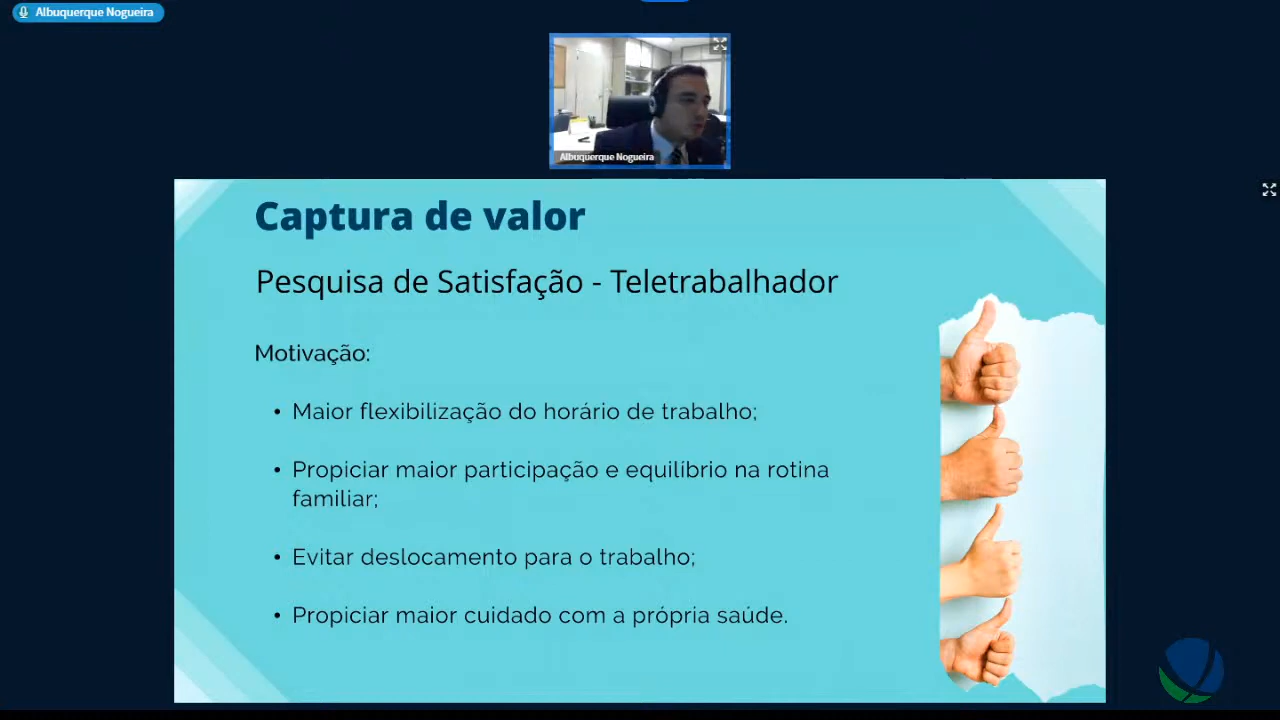 Albuquerque Nogueira
Albuquerque Nogueira
Captura de valor
Pesquisa de Satisfação - Teletrabalhador
Motivação:
• Maior flexibilização do horário de trabalho;
• Propiciar maior participação e equilíbrio na rotina
familiar;
• Evitar deslocamento para o trabalho;
• Propiciar maior cuidado com a própria saúde.